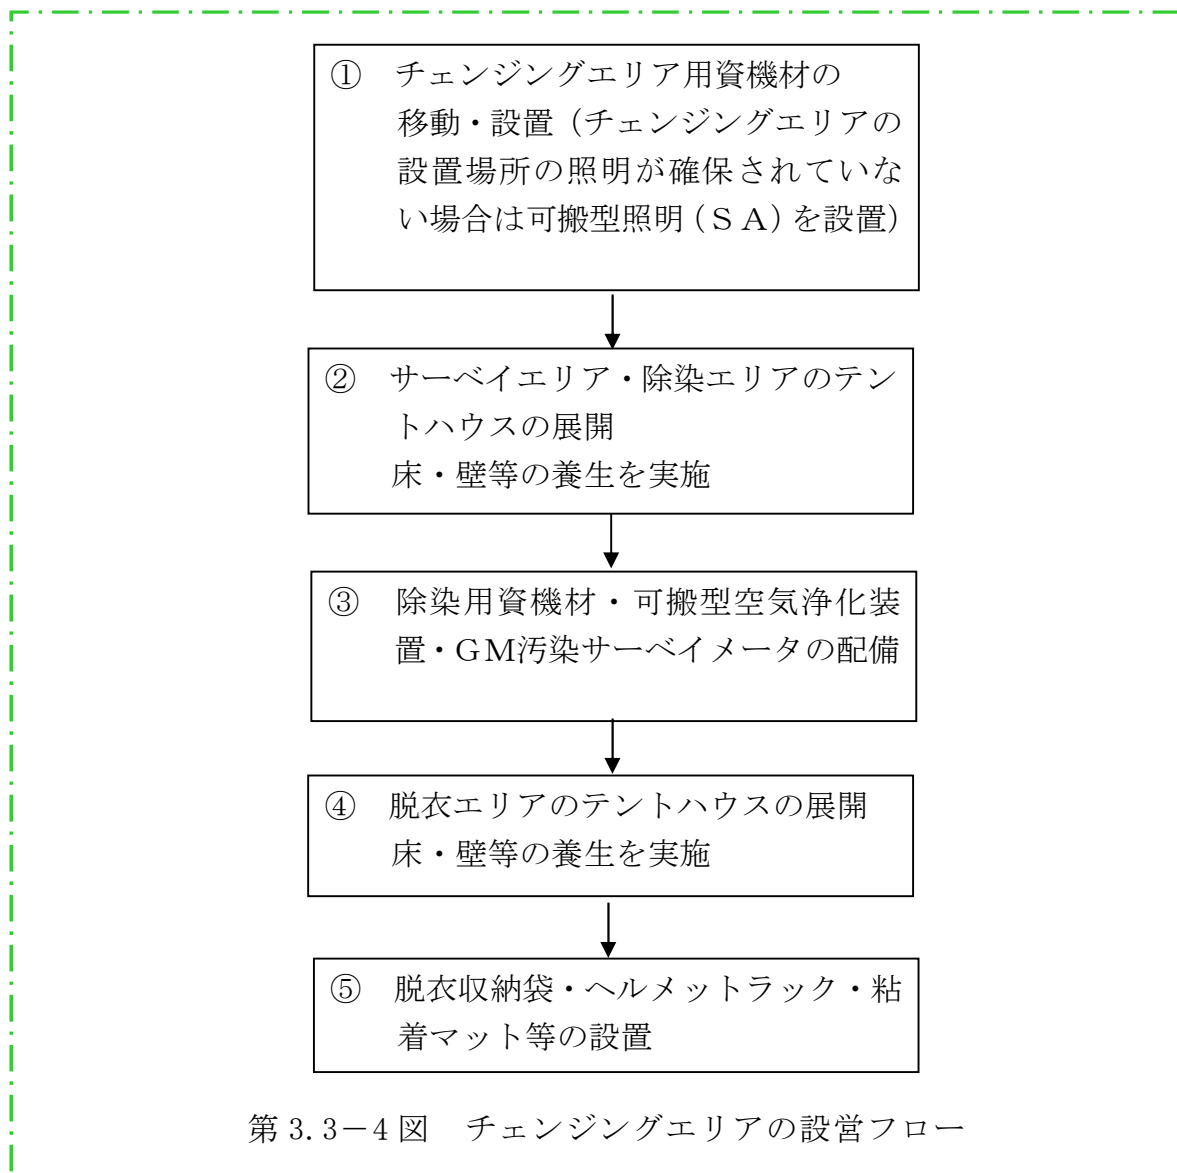 ① チェンジングエリア用資機材の
移動・設置（チェンジングエリアの
設置場所の照明が確保されていな
い場合は可搬型照明（ＳＡ）を設置）
② サーベイエリア・除染エリアのテン
トハウスの展開
床・壁等の養生を実施
③ 除染用資機材・可搬型空気浄化装
置・ＧＭ汚染サーベイメータの配備
④ 脱衣エリアのテントハウスの展開
床・壁等の養生を実施
⑤ 脱衣収納袋・ヘルメットラック・粘
着マット等の設置
第 3.3－4 図 チェンジングエリアの設営フロー